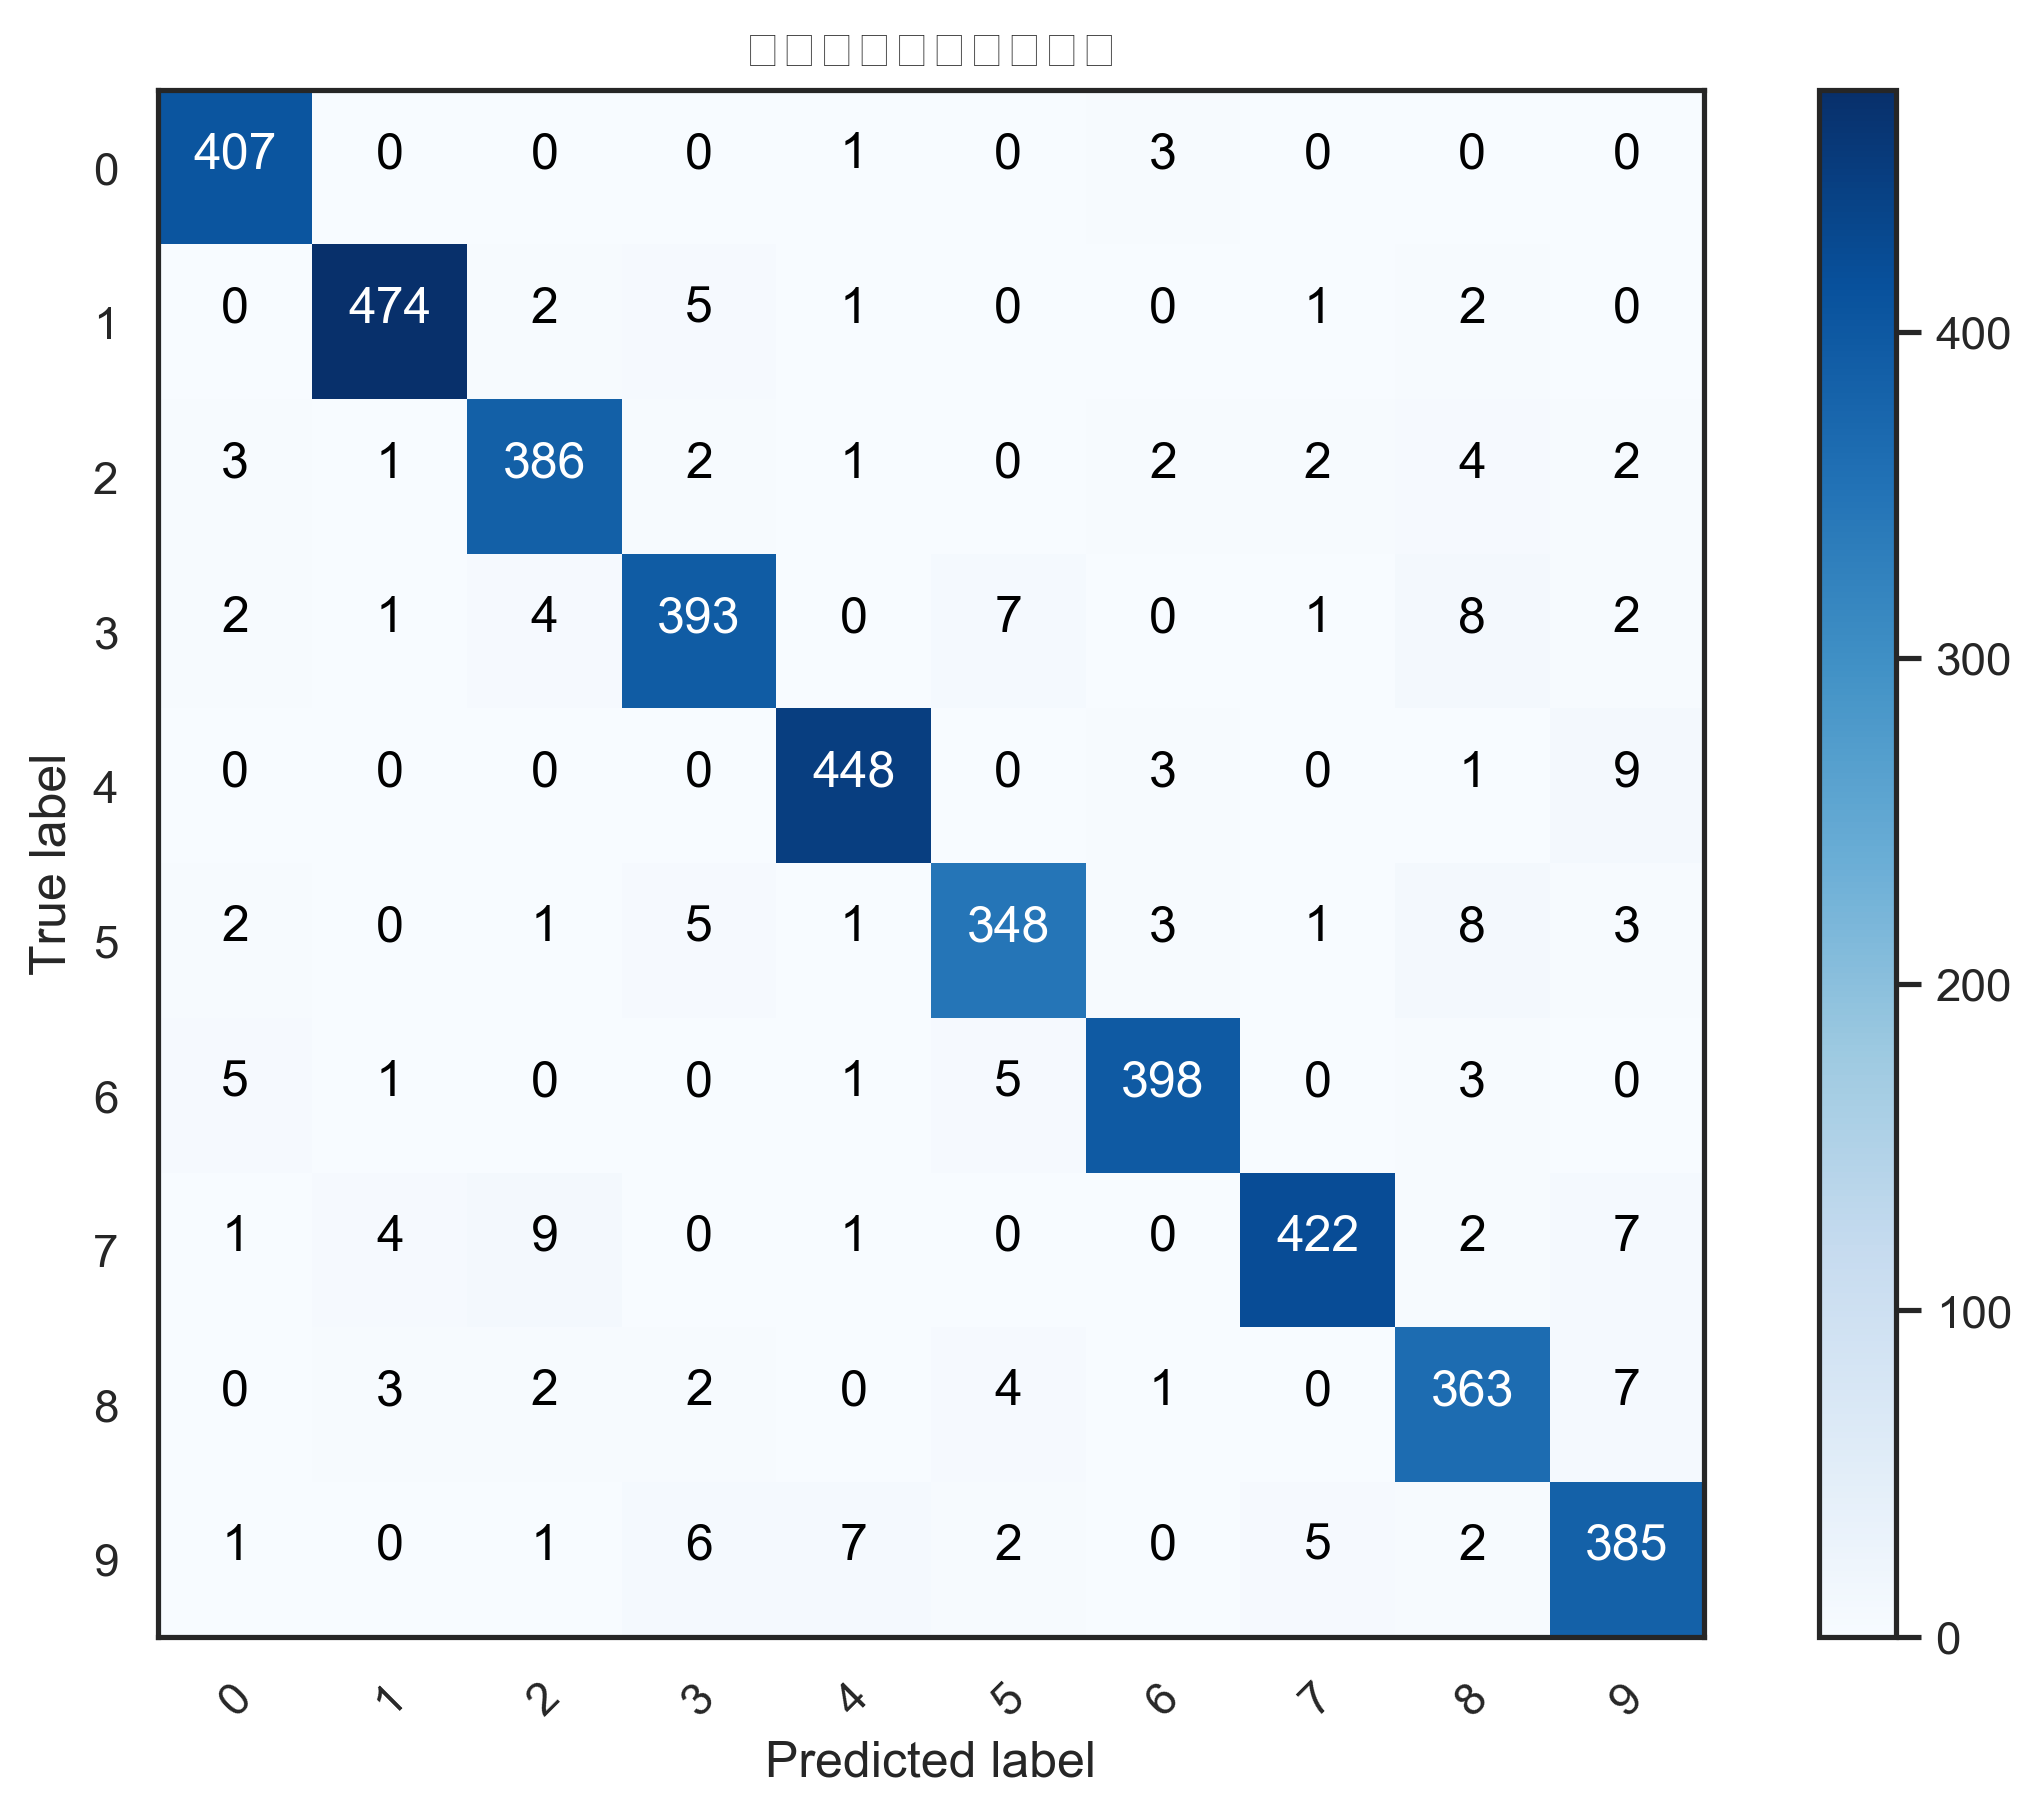 0 407 0 0 0 1 0 3 0 0 0
1 0 474 2 5 1 0 0 1 2 0
2 3 1 386 2 1 0 2 2 4 2
3 2 1 4 393 0 7 0 1 8 2
4 0 0 0 0 448 0 3 0 1 9
5 2 0 1 5 1 348 3 1 8 3
6 5 1 0 0 1 5 398 0 3 0
7 1 4 9 0 1 0 0 422 2 7
8 0 3 2 2 0 4 1 0 363 7
9 1 0 1 6 7 2 0 5 2 385
0 1 2 3 4 5 6 7 8 9
True label
Predicted label
400
300
200
100
0